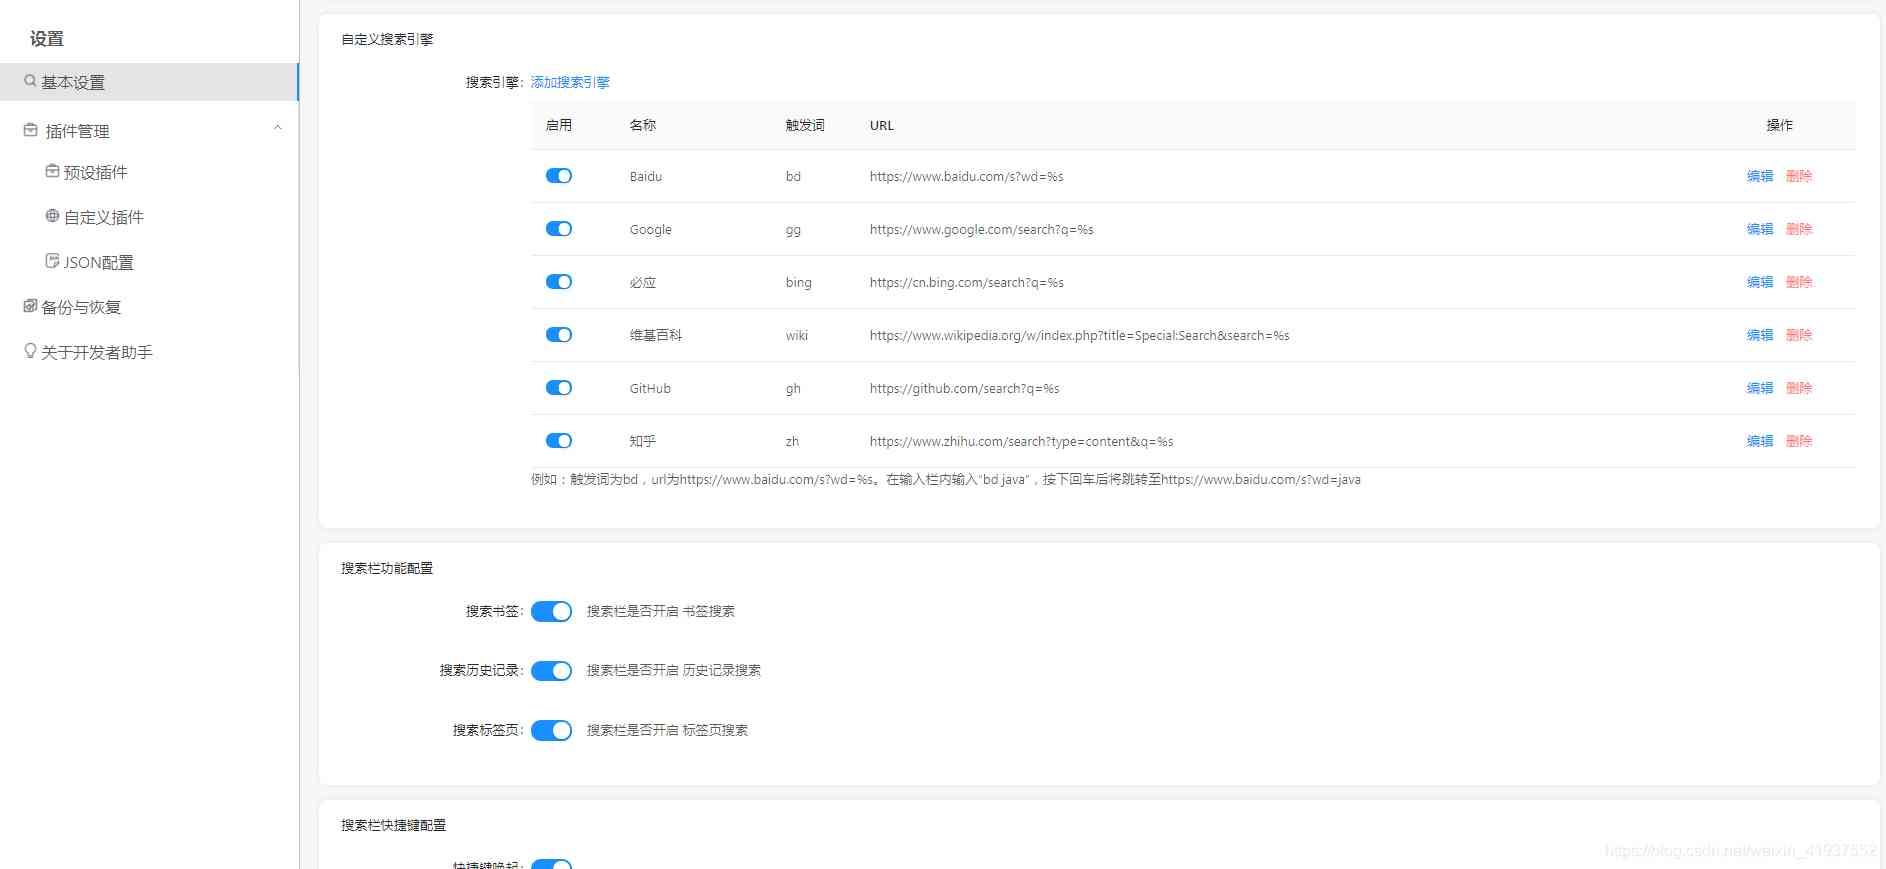 设置
基本设置
插件管理
预设插件
自定义插件
JSON配置
备份与恢复
关于开发者助手
自定义搜索引擎
搜索引擎: 添加搜索引擎
启用 名称 触发词 URL 操作
Baidu bd https://www.baidu.com/s?wd=%s 编辑 删除
Google gg https://www.google.com/search?q=%s 编辑 删除
必应 bing https://cn.bing.com/search?q=%s 编辑 删除
维基百科 wiki https://www.wikipedia.org/w/index.php?title=Special:Search&search=%s 编辑 删除
GitHub gh https://github.com/search?q=%s 编辑 删除
知乎 zh https://www.zhihu.com/search?type=content&q=%s 编辑 删除
例如：触发词为bd，url为https://www.baidu.com/s?wd=%s。在输入栏内输入"bd java"，按下回车后将跳转至https://www.baidu.com/s?wd=java
搜索栏功能配置
搜索书签: 搜索栏是否开启 书签搜索
搜索历史记录: 搜索栏是否开启 历史记录搜索
搜索标签页: 搜索栏是否开启 标签页搜索
搜索栏快捷键配置
快捷键唤起:
https://blog.csdn.net/weixin_41937552